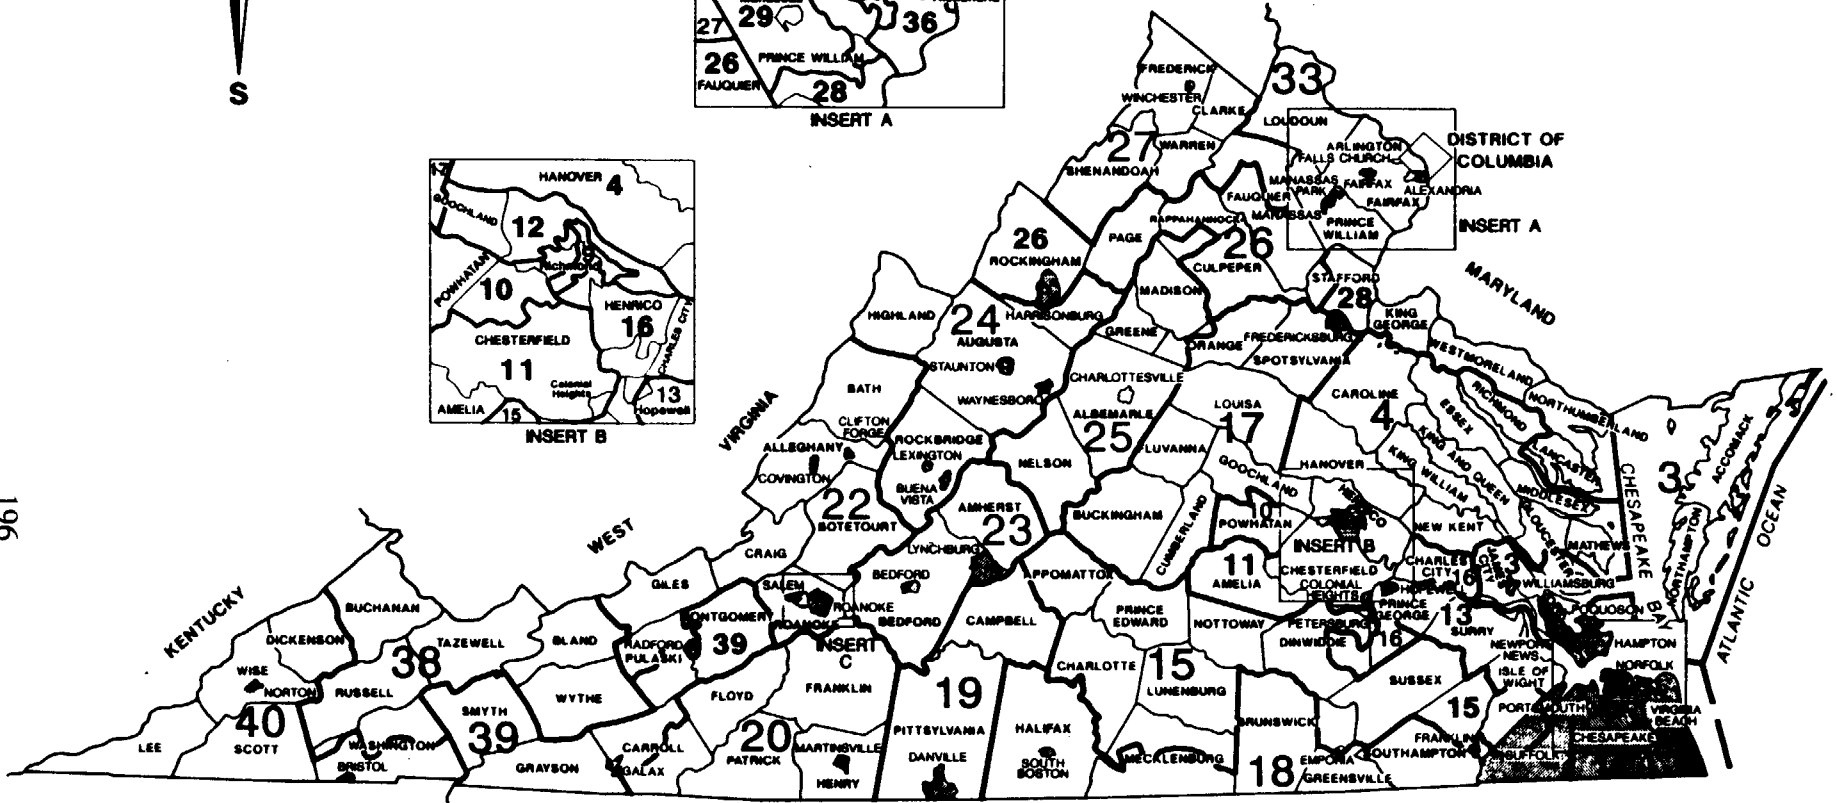 S
27
29
36
26
FAUQUIER
PRINCE WILLIAM
28
INSERT A
17
HANOVER 4
GOOCHLAND
12
POWHATAN
Richmond
10
HENRICO
16
CHARLES CITY
CHESTERFIELD
11
Colonial
Heights
13
Hopewell
AMELIA
15
INSERT B
FREDERICK
WINCHESTER
CLARKE
33
LOUDOUN
DISTRICT OF
COLUMBIA
ARLINGTON
FALLS CHURCH
MANASSAS
PARK
FAIRFAX
ALEXANDRIA
FAIRFAX
MANASSAS
PRINCE
WILLIAM
INSERT A
27
WARREN
SHENANDOAH
FAUQUIER
RAPPAHANNOCK
PAGE
26
CULPEPER
26
ROCKINGHAM
STAFFORD
28
MADISON
MARYLAND
KING
GEORGE
HIGHLAND
24
HARRISONBURG
AUGUSTA
GREENE
ORANGE
FREDERICKSBURG
SPOTSYLVANIA
WESTMORELAND
STAUNTON
BATH
CHARLOTTESVILLE
WAYNESBORO
ALBEMARLE
25
LOUISA
17
CAROLINE
4
ESSEX
RICHMOND
NORTHUMBERLAND
VIRGINIA
CLIFTON
FORGE
ALLEGHANY
COVINGTON
ROCKBRIDGE
LEXINGTON
BUENA
VISTA
NELSON
FLUVANNA
GOOCHLAND
HANOVER
KING AND QUEEN
KING WILLIAM
LANCASTER
MIDDLESEX
CHESAPEAKE
BAY
3
ACCOMACK
NORTHAMPTON
ATLANTIC
OCEAN
22
BOTETOURT
AMHERST
23
BUCKINGHAM
CUMBERLAND
10
POWHATAN
HENRICO
NEW KENT
GLOUCESTER
MATHEWS
196
WEST
CRAIG
LYNCHBURG
BEDFORD
APPOMATTOX
11
AMELIA
INSERT B
CHESTERFIELD
COLONIAL
HEIGHTS
CHARLES
CITY
16
JAMES
CITY
WILLIAMSBURG
HOPEWELL
KENTUCKY
BUCHANAN
GILES
SALEM
ROANOKE
ROANOKE
BEDFORD
CAMPBELL
PRINCE
EDWARD
NOTTOWAY
PETERSBURG
PRINCE
GEORGE
13
SURRY
POQUOSON
DICKENSON
TAZEWELL
BLAND
MONTGOMERY
RADFORD
PULASKI
39
INSERT
C
DINWIDDIE
16
NEWPORT
NEWS
HAMPTON
NORFOLK
WISE
NORTON
38
RUSSELL
WYTHE
FLOYD
FRANKLIN
19
CHARLOTTE
15
LUNENBURG
SUSSEX
ISLE OF
WIGHT
40
SCOTT
LEE
SMYTH
39
WASHINGTON
BRISTOL
GRAYSON
CARROLL
GALAX
20
PATRICK
MARTINSVILLE
HENRY
PITTSYLVANIA
DANVILLE
HALIFAX
SOUTH
BOSTON
MECKLENBURG
BRUNSWICK
18
EMPORIA
GREENSVILLE
15
FRANKLIN
SOUTHAMPTON
PORTSMOUTH
VIRGINIA
BEACH
CHESAPEAKE
SUFFOLK